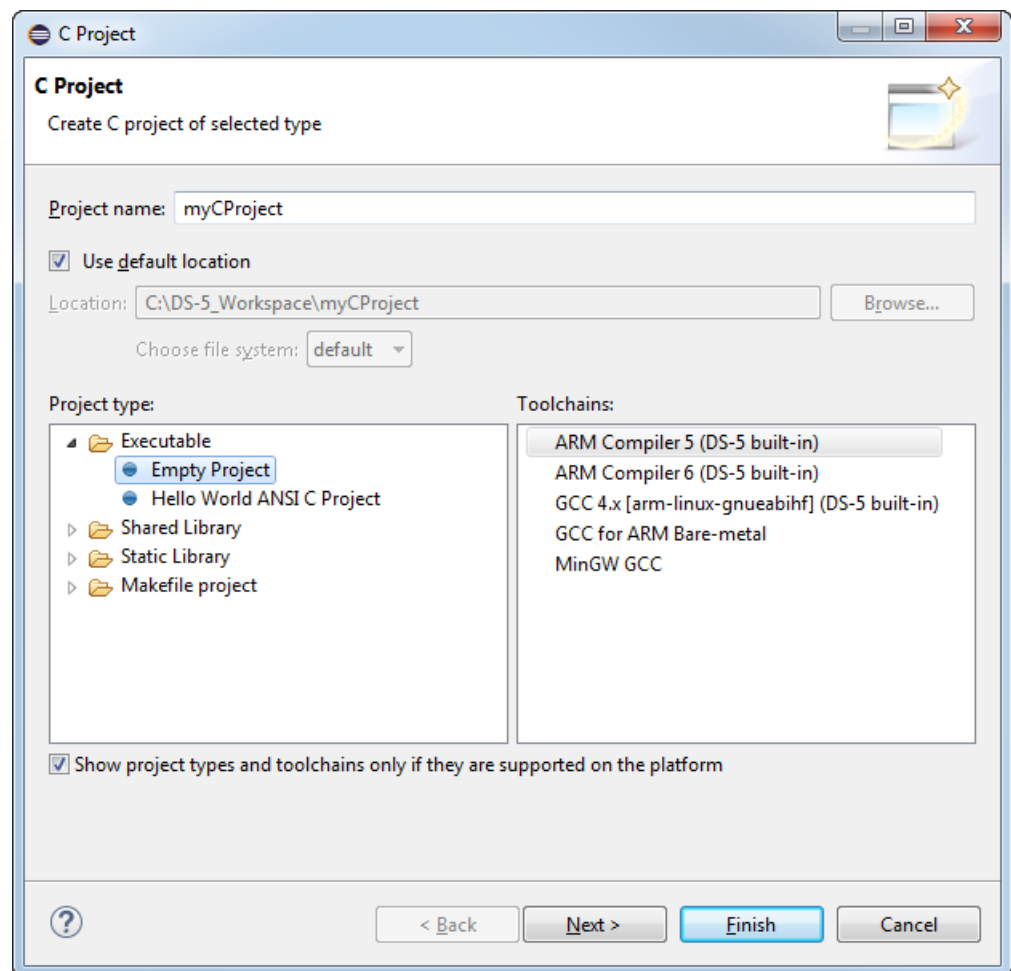 C Project
C Project
Create C project of selected type
Project name: myCProject
Use default location
Location: C:\DS-5_Workspace\myCProject Browse...
Choose file system: default
Project type: Toolchains:
Executable ARM Compiler 5 (DS-5 built-in)
Empty Project ARM Compiler 6 (DS-5 built-in)
Hello World ANSI C Project GCC 4.x [arm-linux-gnueabihf] (DS-5 built-in)
Shared Library GCC for ARM Bare-metal
Static Library MinGW GCC
Makefile project
Show project types and toolchains only if they are supported on the platform
? < Back Next > Finish Cancel